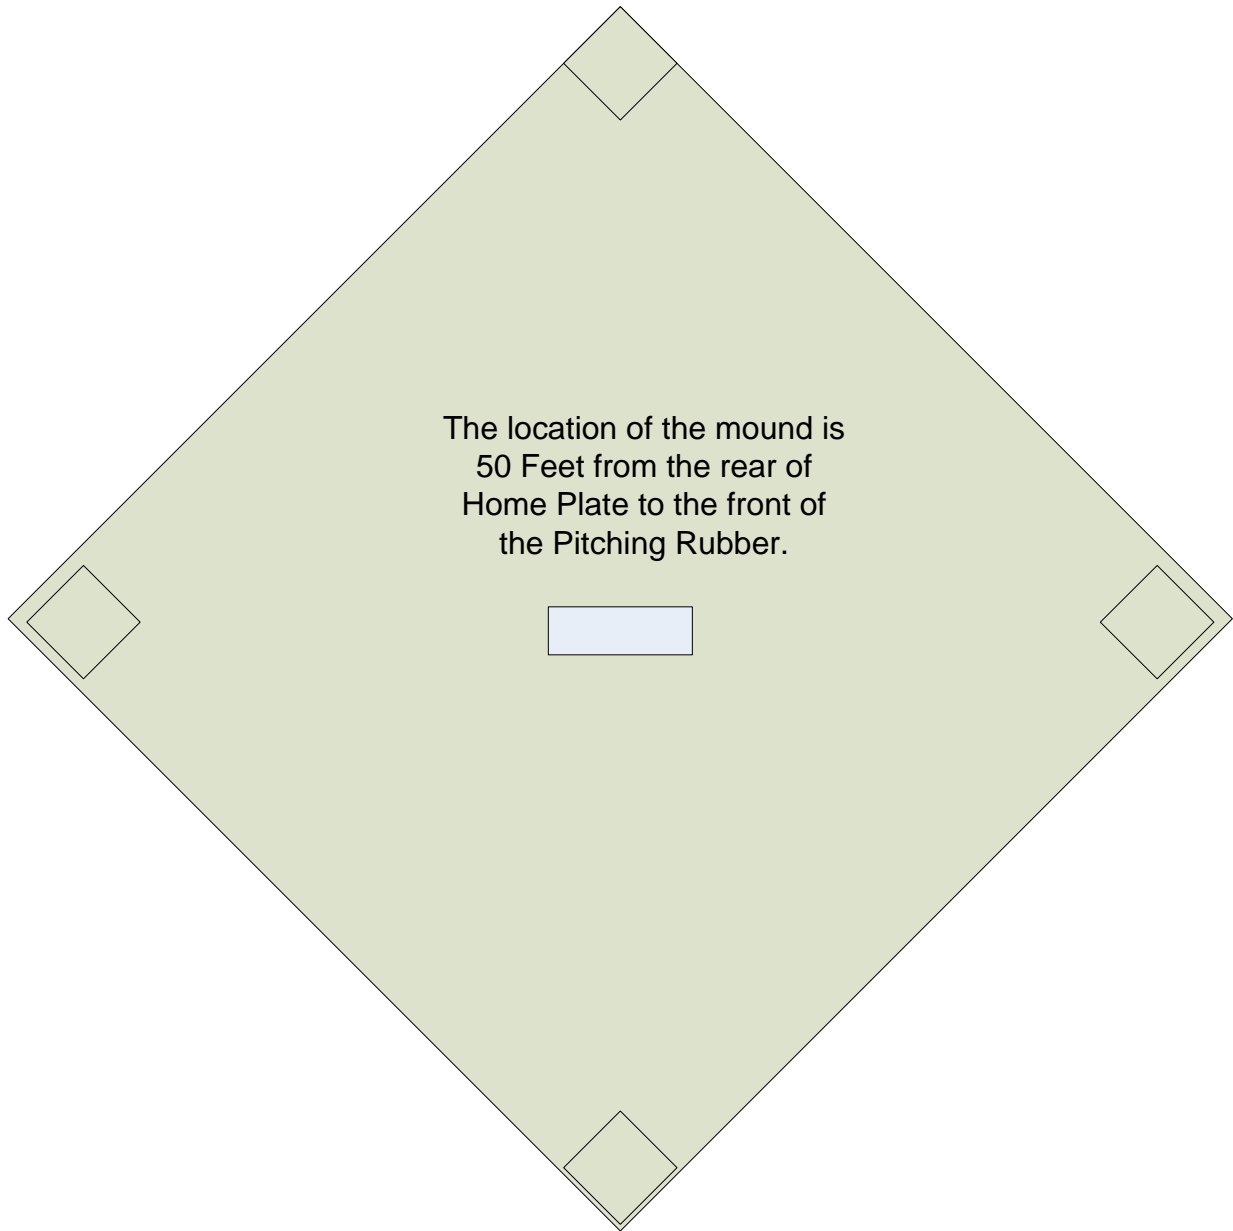 The location of the mound is
50 Feet from the rear of
Home Plate to the front of
the Pitching Rubber.